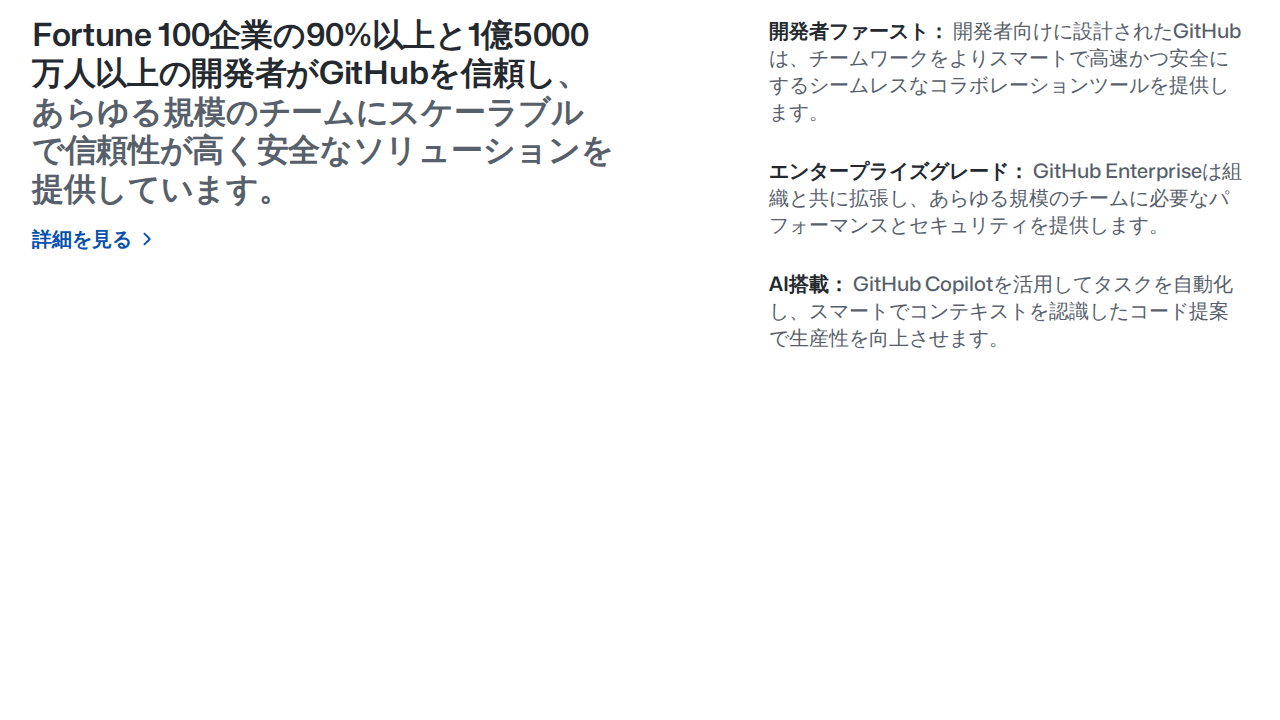 Fortune 100企業の90%以上と1億5000
万人以上の開発者がGitHubを信頼し、
あらゆる規模のチームにスケーラブル
で信頼性が高く安全なソリューションを
提供しています。
詳細を見る
開発者ファースト： 開発者向けに設計されたGitHub
は、チームワークをよりスマートで高速かつ安全に
するシームレスなコラボレーションツールを提供し
ます。
エンタープライズグレード： GitHub Enterpriseは組
織と共に拡張し、あらゆる規模のチームに必要なパ
フォーマンスとセキュリティを提供します。
AI搭載： GitHub Copilotを活用してタスクを自動化
し、スマートでコンテキストを認識したコード提案
で生産性を向上させます。